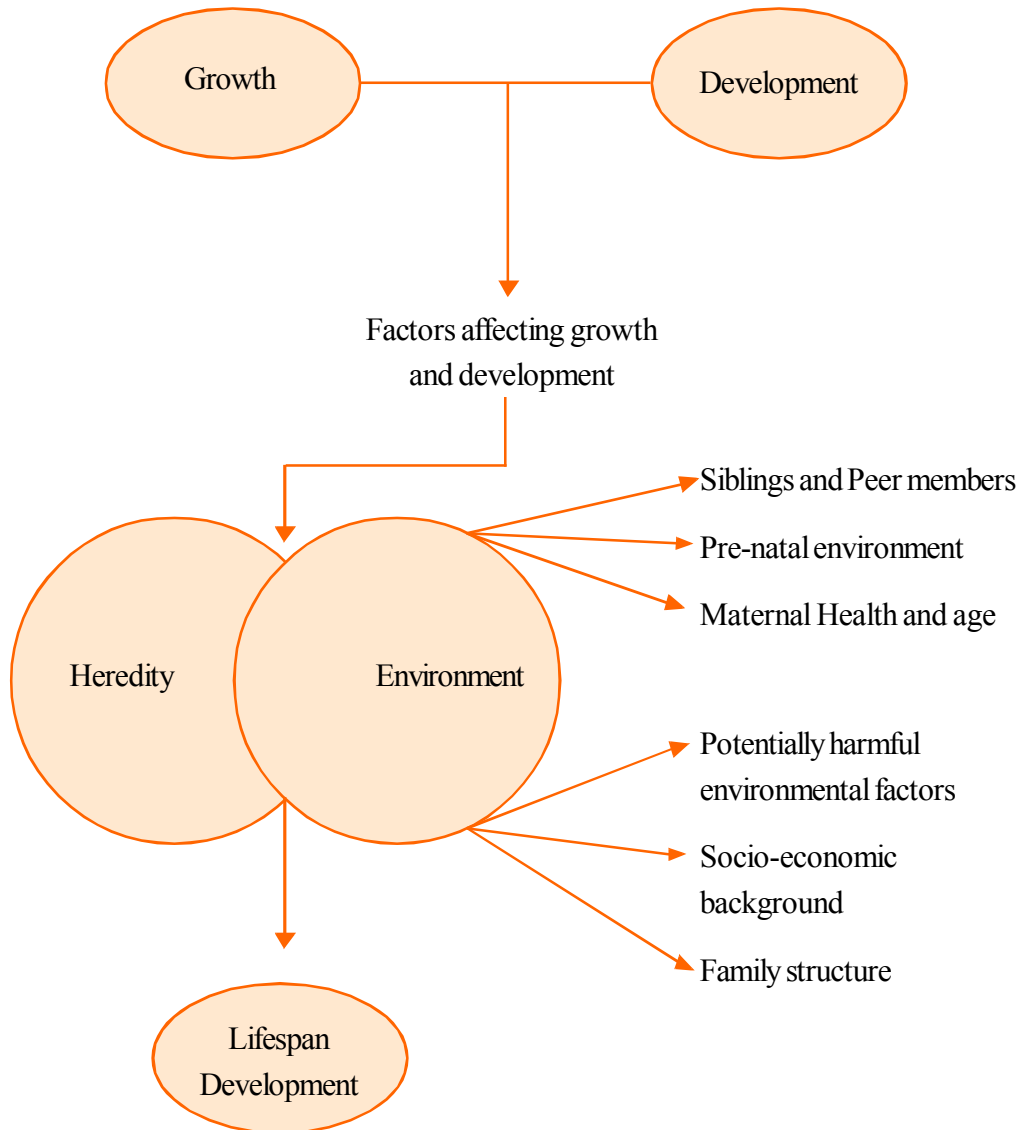 Growth
Development
Factors affecting growth
and development
Siblings and Peer members
Pre-natal environment
Maternal Health and age
Heredity
Environment
Potentially harmful
environmental factors
Socio-economic
background
Family structure
Lifespan
Development